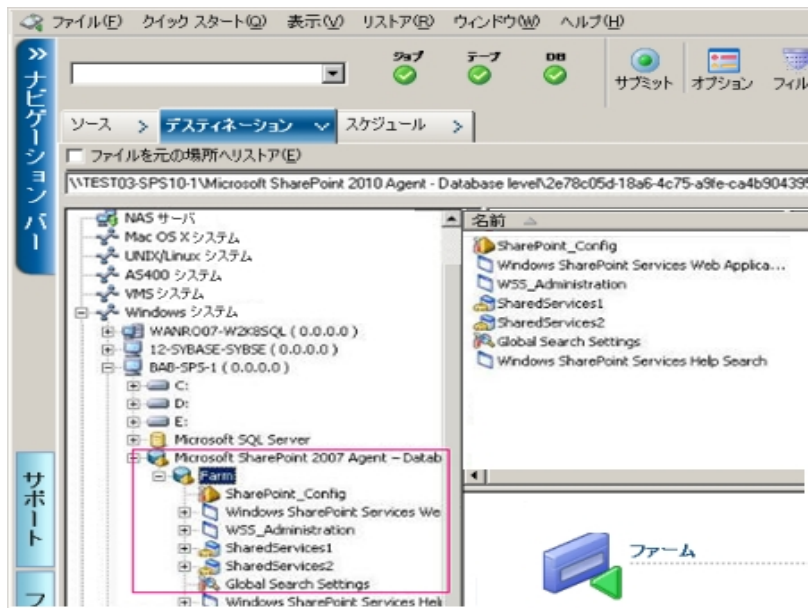 ファイル(F) クイック スタート(Q) 表示(V) リストア(R) ウィンドウ(W) ヘルプ(H)
ナビゲーション バー
ジョブ テープ DB
サブミット オプション フィル
ソース デスティネーション スケジュール
ファイルを元の場所へリストア(E)
\\TEST03-SPS10-1\Microsoft SharePoint 2010 Agent - Database level\2e78c05d-18a6-4c75-a9fe-ca4b904395
NAS サーバ
Mac OS X システム
UNIX/Linux システム
AS400 システム
VMS システム
Windows システム
WANRO07-W2K8SQL ( 0.0.0.0 )
12-SYBASE-SYBSE ( 0.0.0.0 )
BAB-SPS-1 ( 0.0.0.0 )
C:
D:
E:
Microsoft SQL Server
Microsoft SharePoint 2007 Agent – Datab
Farm
SharePoint_Config
Windows SharePoint Services We
WSS_Administration
SharedServices1
SharedServices2
Global Search Settings
Windows SharePoint Services Hel
名前
SharePoint_Config
Windows SharePoint Services Web Applica...
WSS_Administration
SharedServices1
SharedServices2
Global Search Settings
Windows SharePoint Services Help Search
ファーム
サポート
フ